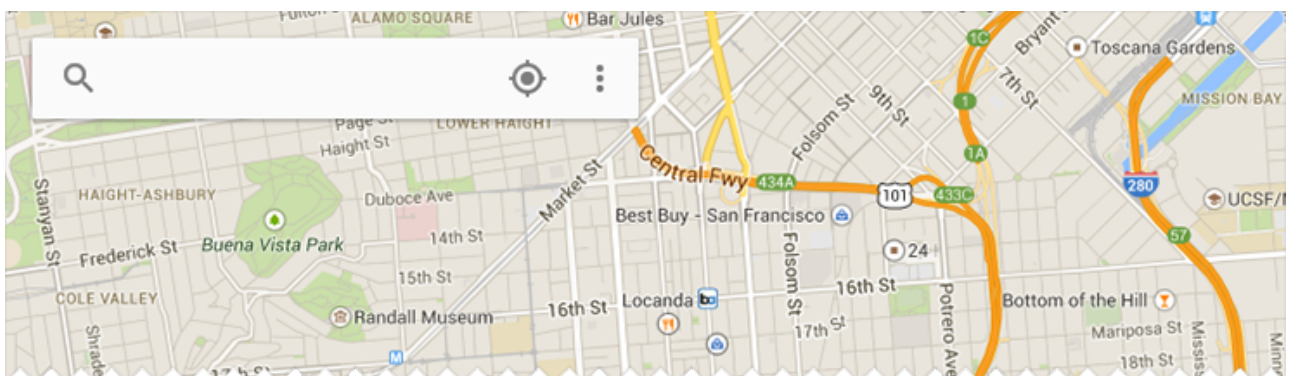 ALAMO SQUARE
Bar Jules
1C
Bryant
Toscana Gardens
7th St
9th St
1
MISSION BAY
Folsom St
Page St
LOWER HAIGHT
Haight St
1A
Central Fwy
Market St
434A
101
433C
280
Stanyan St
HAIGHT-ASHBURY
Duboce Ave
UCSF/
Best Buy - San Francisco
Buena Vista Park
14th St
Frederick St
57
Folsom St
24
15th St
16th St
COLE VALLEY
Locanda
16th St
Bottom of the Hill
Randall Museum
17th St
Potrero Ave
Mariposa St
Shrade
M
18th St
Mississ
Minn